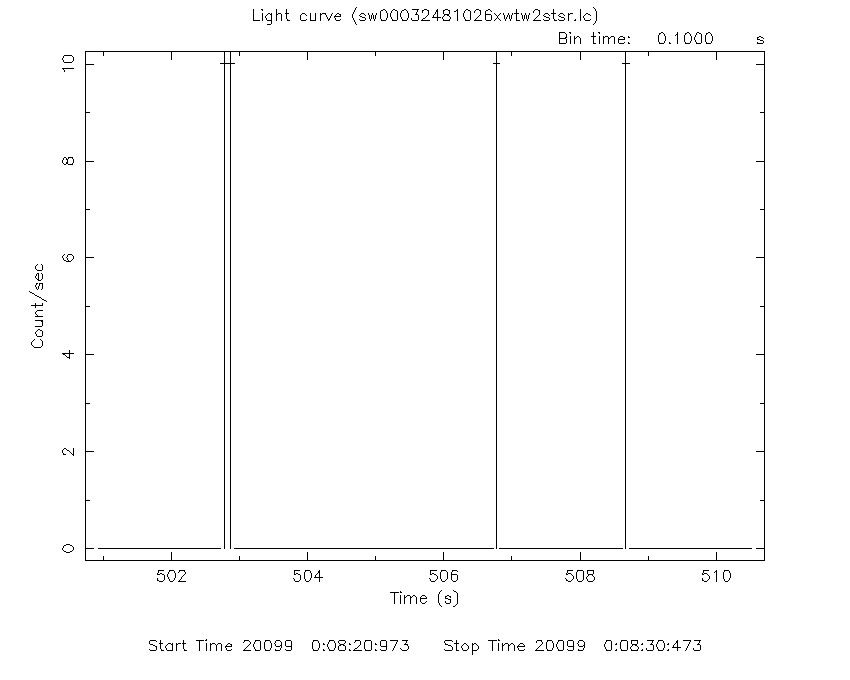 Light curve (sw00032481026xwtw2stsr.lc)
Bin time: 0.1000 s
10
8
6
4
2
0
Count/sec
502 504 506 508 510
Time (s)
Start Time 20099 0:08:20:973 Stop Time 20099 0:08:30:473